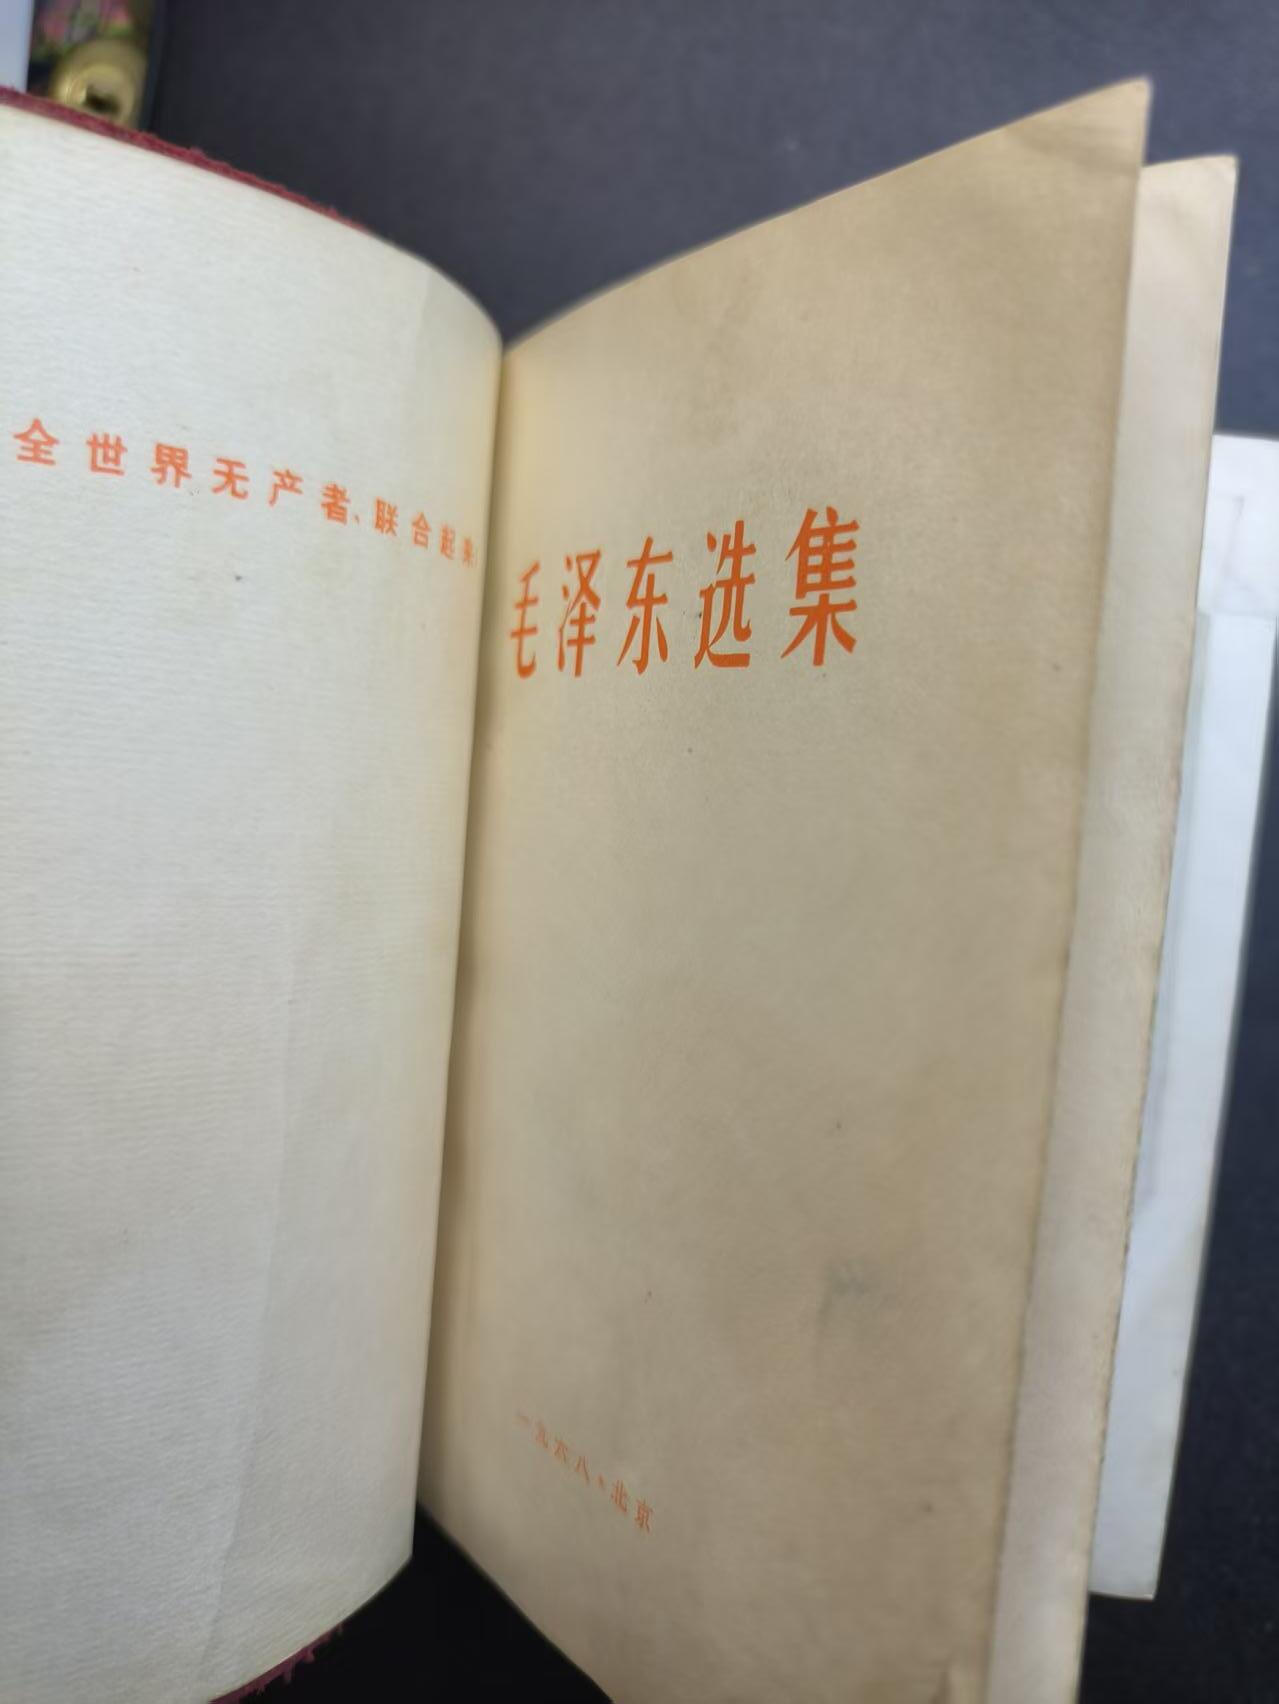 全世界无产者、联合起来！
毛泽东选集
一九六八·北京